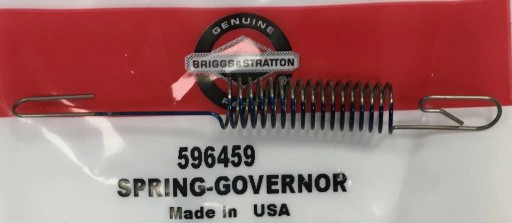 GENUINE
BRIGGS&STRATTON
®
596459
SPRING-GOVERNOR
Made in USA